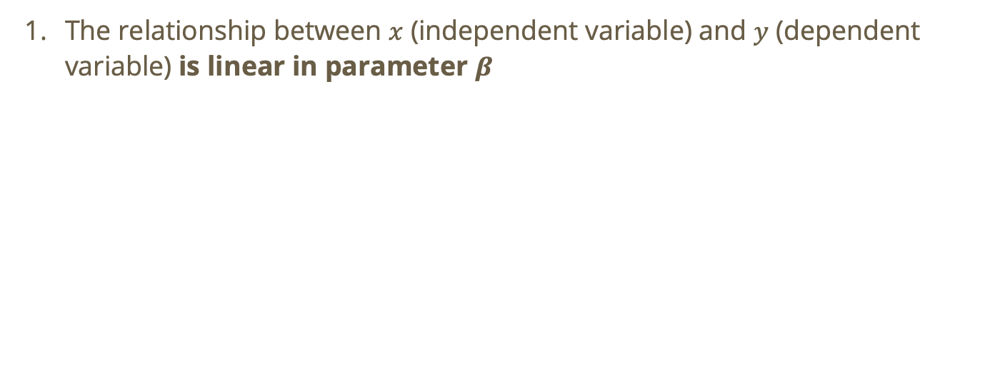 1. The relationship between x (independent variable) and y (dependent
variable) is linear in parameter β